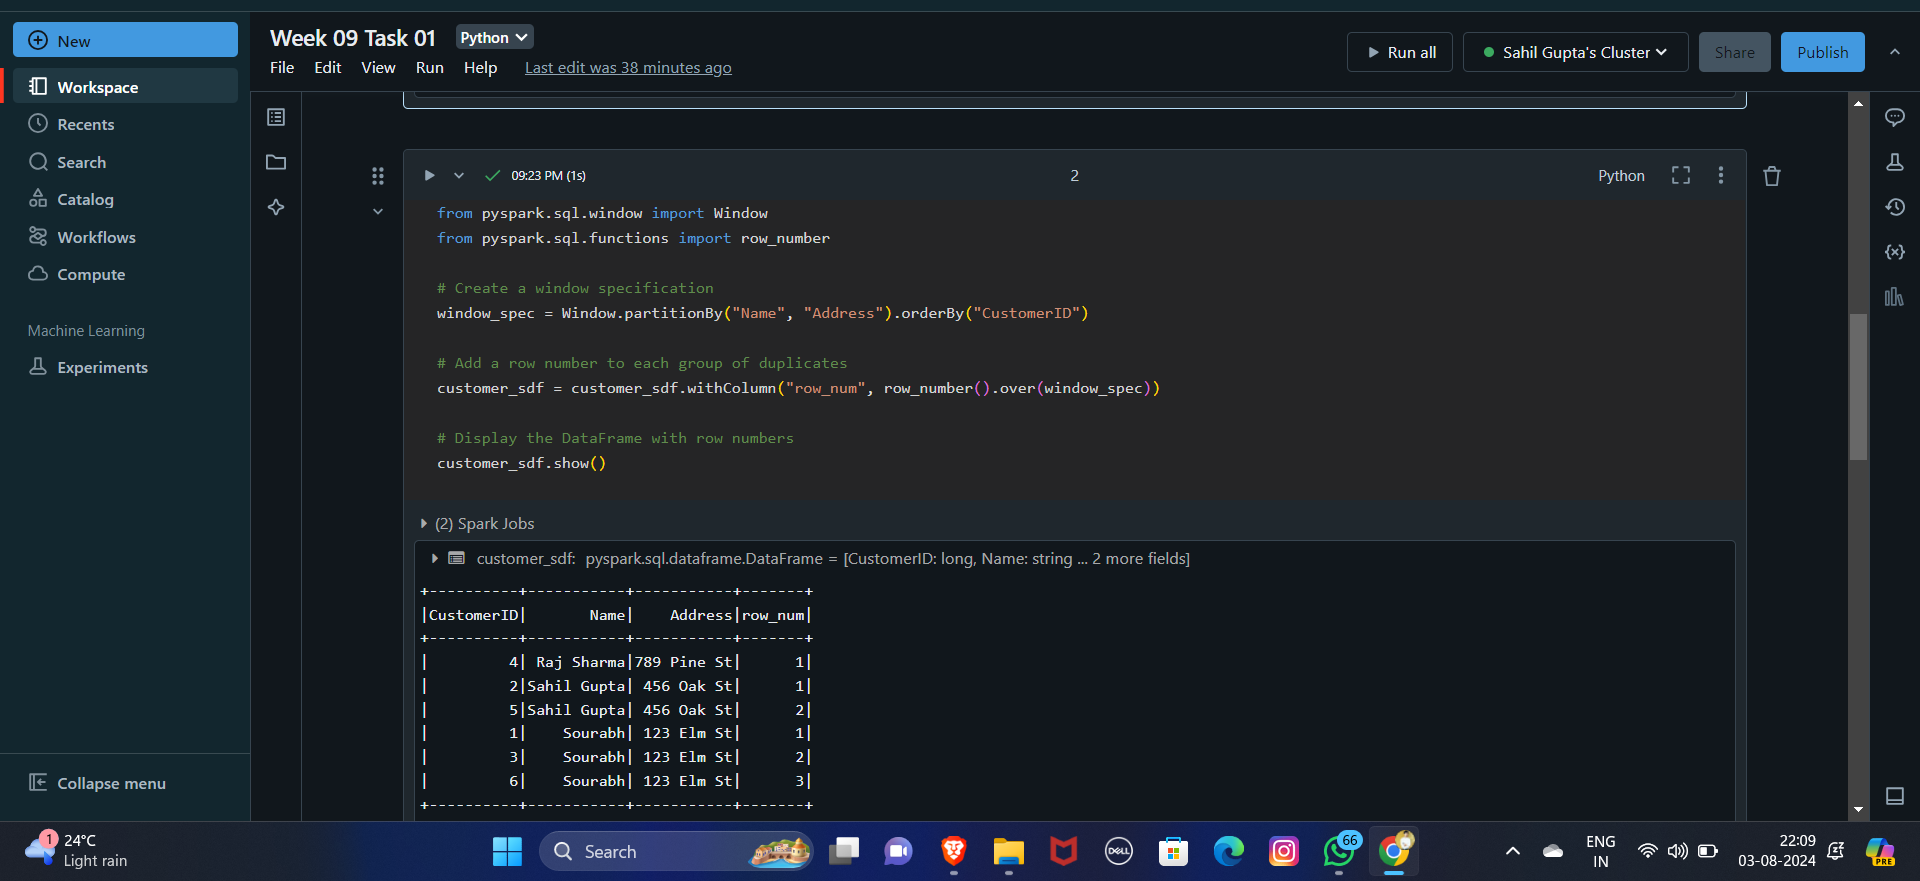 New
Workspace
Recents
Search
Catalog
Workflows
Compute
Machine Learning
Experiments
Collapse menu
Week 09 Task 01
Python
File Edit View Run Help Last edit was 38 minutes ago
Run all
Sahil Gupta's Cluster
Share
Publish
09:23 PM (1s)
2
Python
from pyspark.sql.window import Window
from pyspark.sql.functions import row_number
# Create a window specification
window_spec = Window.partitionBy("Name", "Address").orderBy("CustomerID")
# Add a row number to each group of duplicates
customer_sdf = customer_sdf.withColumn("row_num", row_number().over(window_spec))
# Display the DataFrame with row numbers
customer_sdf.show()
(2) Spark Jobs
customer_sdf: pyspark.sql.dataframe.DataFrame = [CustomerID: long, Name: string ... 2 more fields]
+----------+-----------+-----------+-------+
|CustomerID|       Name|    Address|row_num|
+----------+-----------+-----------+-------+
|         4| Raj Sharma|789 Pine St|      1|
|         2|Sahil Gupta| 456 Oak St|      1|
|         5|Sahil Gupta| 456 Oak St|      2|
|         1|    Sourabh| 123 Elm St|      1|
|         3|    Sourabh| 123 Elm St|      2|
|         6|    Sourabh| 123 Elm St|      3|
+----------+-----------+-----------+-------+
1
24°C
Light rain
Search
DELL
66
ENG
IN
22:09
03-08-2024
PRE